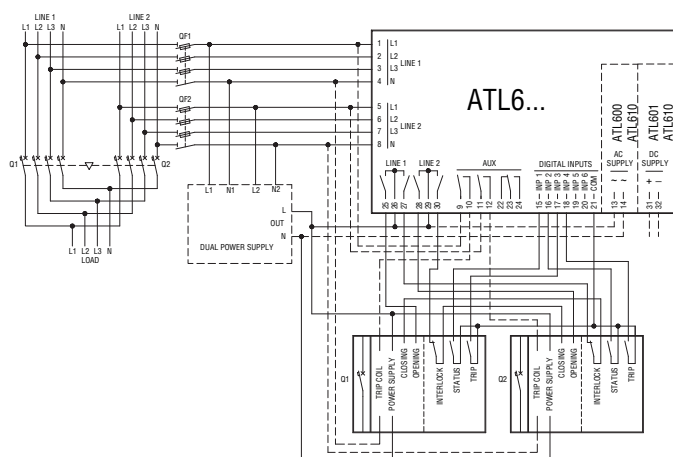 LINE 1 LINE 2
L1 L2 L3 N L1 L2 L3 N
QF1
1 L1
2 L2
3 L3
4 N
LINE 1
QF2
5 L1
6 L2
7 L3
8 N
LINE 2
ATL6...
ATL600
ATL610
ATL601
ATL610
AC
SUPPLY
DC
SUPPLY
~ ~
+ −
LINE 1 LINE 2 AUX DIGITAL INPUTS
INP 1
INP 2
INP 3
INP 4
INP 5
INP 6
COM
25 26 27 28 29 30 9 10 11 12 22 23 24 15 16 17 18 19 20 21 13 14 31 32
Q1 Q2
L1 N1 L2 N2
L
OUT
N
DUAL POWER SUPPLY
L1 L2 L3 N
LOAD
Q1
TRIP COIL
POWER SUPPLY
CLOSING
OPENING
INTERLOCK
STATUS
TRIP
Q2
TRIP COIL
POWER SUPPLY
CLOSING
OPENING
INTERLOCK
STATUS
TRIP